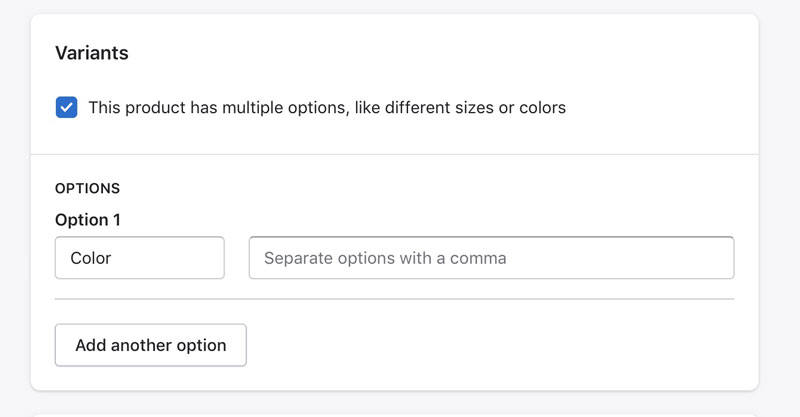 Variants
This product has multiple options, like different sizes or colors
OPTIONS
Option 1
Color
Separate options with a comma
Add another option